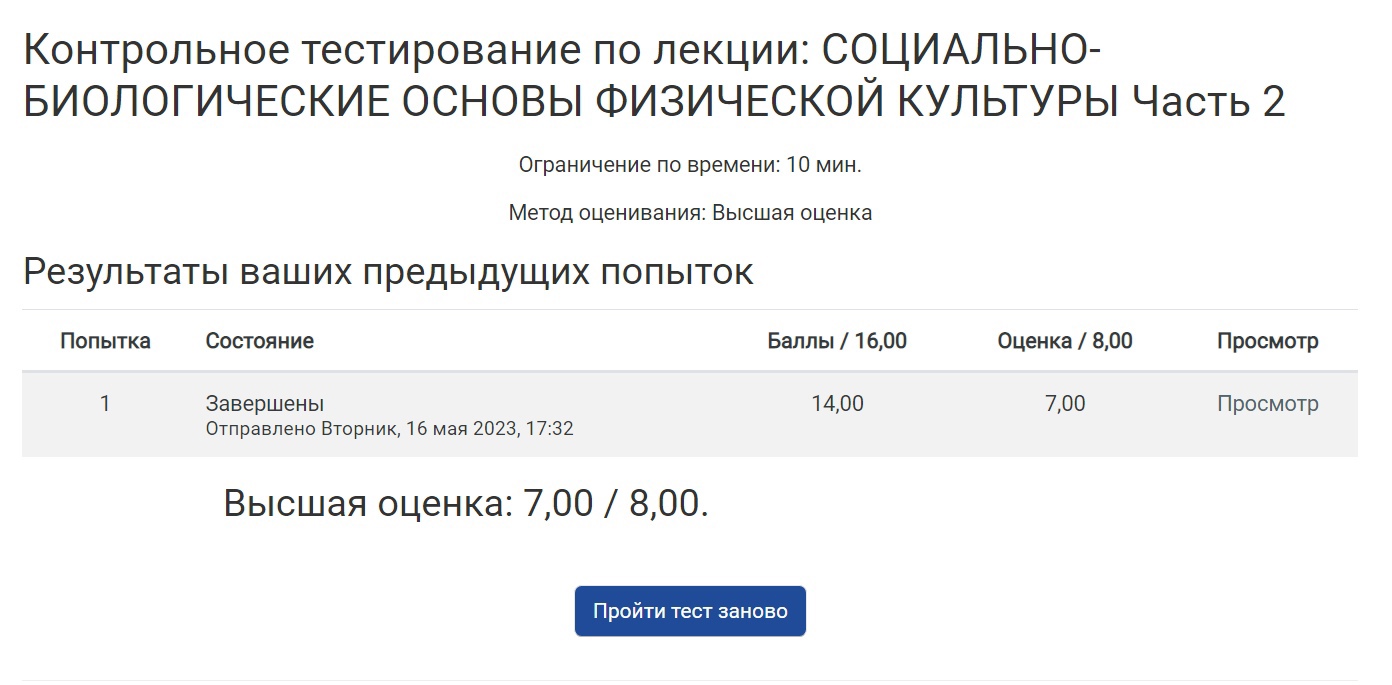 Контрольное тестирование по лекции: СОЦИАЛЬНО-
БИОЛОГИЧЕСКИЕ ОСНОВЫ ФИЗИЧЕСКОЙ КУЛЬТУРЫ Часть 2
Ограничение по времени: 10 мин.
Метод оценивания: Высшая оценка
Результаты ваших предыдущих попыток
Попытка Состояние Баллы / 16,00 Оценка / 8,00 Просмотр
1 Завершены 14,00 7,00 Просмотр
Отправлено Вторник, 16 мая 2023, 17:32
Высшая оценка: 7,00 / 8,00.
Пройти тест заново